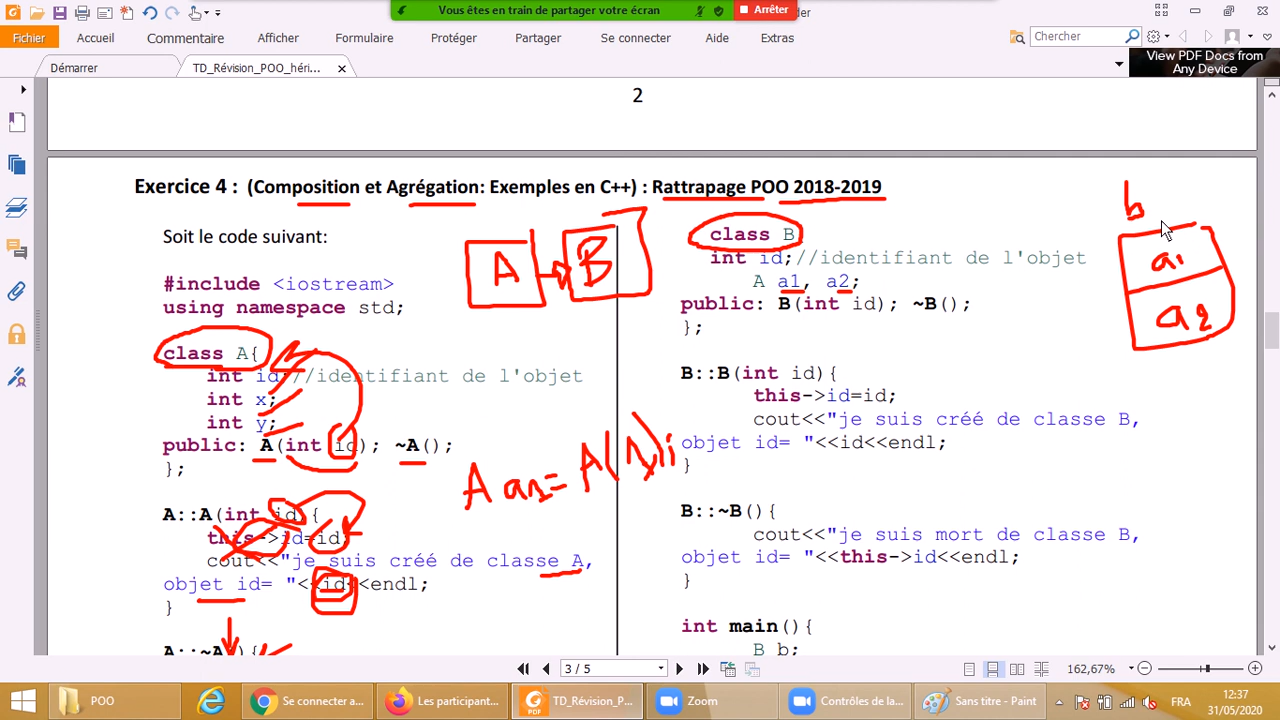 Vous êtes en train de partager votre écran
Arrêter
der
Fichier
Accueil
Commentaire
Affichage
Formulaire
Protéger
Partager
Se connecter
Aide
Extras
Chercher
Démarrer
TD_Révision_POO_héri...
View PDF Docs from
Any Device
2
Exercice 4 : (Composition et Agrégation: Exemples en C++) : Rattrapage POO 2018-2019
Soit le code suivant:
#include <iostream>
using namespace std;
class A{
int id;//identifiant de l'objet
int x;
int y;
public: A(int id); ~A();
};
A::A(int id){
this->id=id;
cout<<"je suis créé de classe A,
objet id= "<<id<<endl;
}
A::~A(){
A
B
class B
int id;//identifiant de l'objet
A a1, a2;
public: B(int id); ~B();
};
B::B(int id){
this->id=id;
cout<<"je suis créé de classe B,
objet id= "<<id<<endl;
}
B::~B(){
cout<<"je suis mort de classe B,
objet id= "<<this->id<<endl;
}
int main(){
B b;
b
a1
a2
3 / 5
162,67%
POO
Se connecter a...
Les participant...
TD_Révision_P...
Zoom
Contrôles de la...
Sans titre - Paint
FRA
12:37
31/05/2020